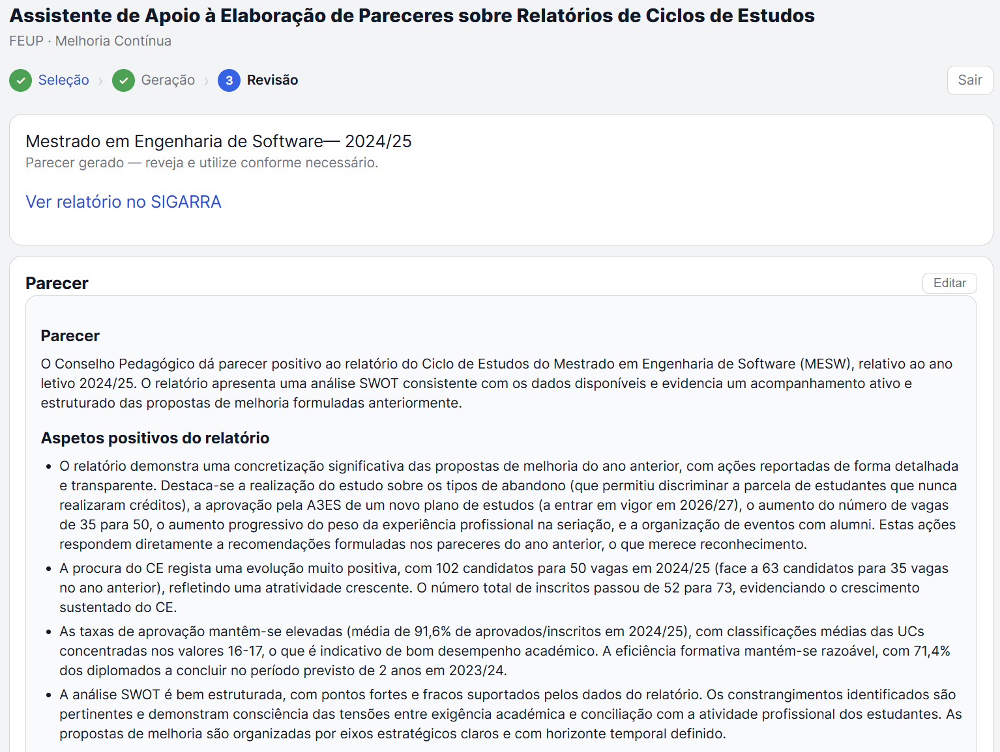 Assistente de Apoio à Elaboração de Pareceres sobre Relatórios de Ciclos de Estudos
FEUP · Melhoria Contínua
Seleção › Geração › 3 Revisão
Sair
Mestrado em Engenharia de Software— 2024/25
Parecer gerado — reveja e utilize conforme necessário.
Ver relatório no SIGARRA
Parecer
Editar
Parecer
O Conselho Pedagógico dá parecer positivo ao relatório do Ciclo de Estudos do Mestrado em Engenharia de Software (MESW), relativo ao ano
letivo 2024/25. O relatório apresenta uma análise SWOT consistente com os dados disponíveis e evidencia um acompanhamento ativo e
estruturado das propostas de melhoria formuladas anteriormente.
Aspetos positivos do relatório
• O relatório demonstra uma concretização significativa das propostas de melhoria do ano anterior, com ações reportadas de forma detalhada
e transparente. Destaca-se a realização do estudo sobre os tipos de abandono (que permitiu discriminar a parcela de estudantes que nunca
realizaram créditos), a aprovação pela A3ES de um novo plano de estudos (a entrar em vigor em 2026/27), o aumento do número de vagas
de 35 para 50, o aumento progressivo do peso da experiência profissional na seriação, e a organização de eventos com alumni. Estas ações
respondem diretamente a recomendações formuladas nos pareceres do ano anterior, o que merece reconhecimento.
• A procura do CE regista uma evolução muito positiva, com 102 candidatos para 50 vagas em 2024/25 (face a 63 candidatos para 35 vagas
no ano anterior), refletindo uma atratividade crescente. O número total de inscritos passou de 52 para 73, evidenciando o crescimento
sustentado do CE.
• As taxas de aprovação mantêm-se elevadas (média de 91,6% de aprovados/inscritos em 2024/25), com classificações médias das UCs
concentradas nos valores 16-17, o que é indicativo de bom desempenho académico. A eficiência formativa mantém-se razoável, com 71,4%
dos diplomados a concluir no período previsto de 2 anos em 2023/24.
• A análise SWOT é bem estruturada, com pontos fortes e fracos suportados pelos dados do relatório. Os constrangimentos identificados são
pertinentes e demonstram consciência das tensões entre exigência académica e conciliação com a atividade profissional dos estudantes. As
propostas de melhoria são organizadas por eixos estratégicos claros e com horizonte temporal definido.